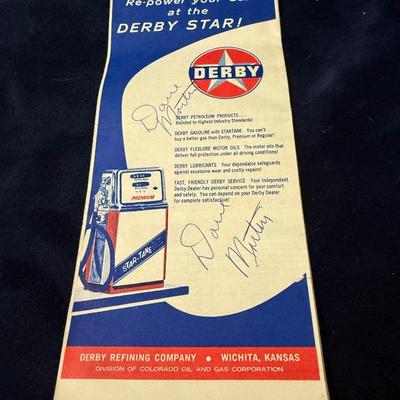 Re-power your
at the
DERBY STAR!
DERBY
DERBY PETROLEUM PRODUCTS...
Blended to Highest Industry Standards!
DERBY GASOLINE with STARTANE You can't
buy a better gas than Derby, Premium or Regular!
DERBY FLEXLUBE MOTOR OILS The motor oils that
deliver full protection under all driving conditions!
DERBY LUBRICANTS Your dependable safeguards
against excessive wear and costly repairs!
FAST, FRIENDLY DERBY SERVICE Your Independent
Derby Dealer has personal concern for your comfort
and safety. You can depend on your Derby Dealer
for complete satisfaction!
Dave
PREMIUM
STAR-TANE
DERBY REFINING COMPANY • WICHITA, KANSAS
DIVISION OF COLORADO OIL AND GAS CORPORATION